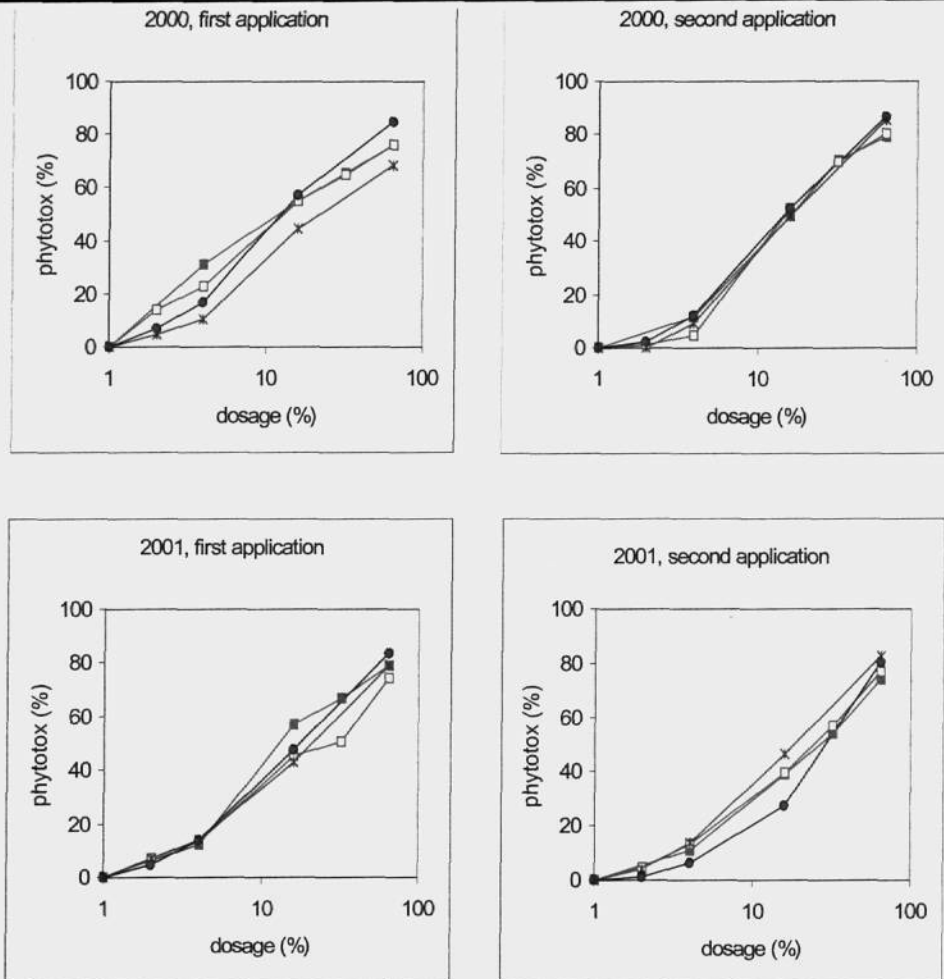 2000, first application
100
80
60
40
20
0
phytotox (%)
1 10 100
dosage (%)
2000, second application
100
80
60
40
20
0
phytotox (%)
1 10 100
dosage (%)
2001, first application
100
80
60
40
20
0
phytotox (%)
1 10 100
dosage (%)
2001, second application
100
80
60
40
20
0
phytotox (%)
1 10 100
dosage (%)